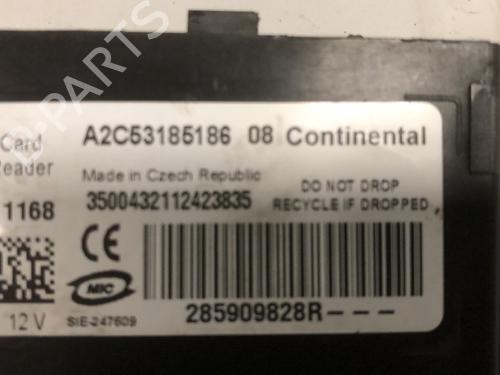 Card
Reader
1168
12 V
A2C53185186 08 Continental
Made in Czech Republic
3500432112423835
DO NOT DROP
RECYCLE IF DROPPED
CE
MIC
SIE-247609
285909828R---
B-PARTS